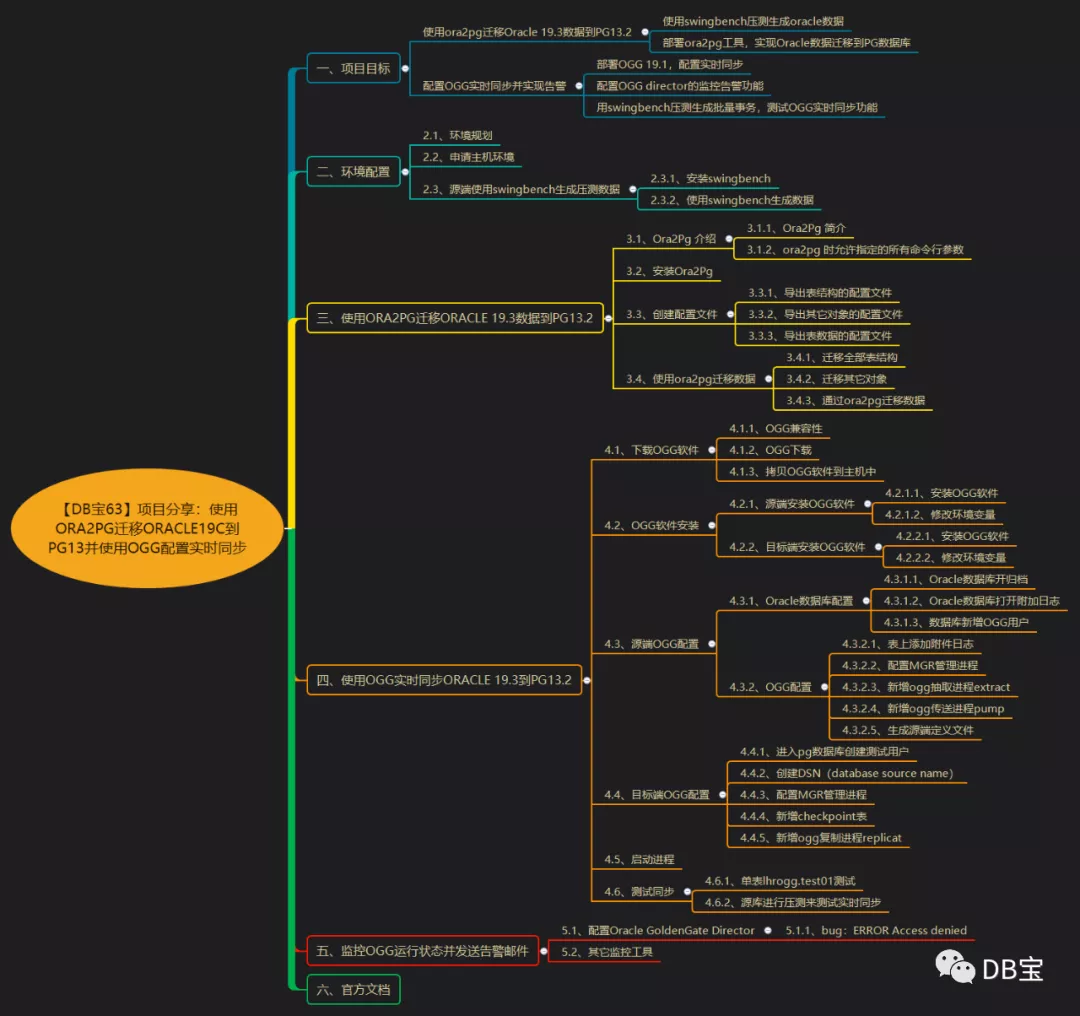 【DB宝63】项目分享：使用
ORA2PG迁移ORACLE19C到
PG13并使用OGG配置实时同步
一、项目目标
使用ora2pg迁移Oracle 19.3数据到PG13.2
使用swingbench压测生成oracle数据
部署ora2pg工具，实现Oracle数据迁移到PG数据库
配置OGG实时同步并实现告警
部署OGG 19.1，配置实时同步
配置OGG director的监控告警功能
用swingbench压测生成批量事务，测试OGG实时同步功能
二、环境配置
2.1、环境规划
2.2、申请主机环境
2.3、源端使用swingbench生成压测数据
2.3.1、安装swingbench
2.3.2、使用swingbench生成数据
三、使用ORA2PG迁移ORACLE 19.3数据到PG13.2
3.1、Ora2Pg 介绍
3.1.1、Ora2Pg 简介
3.1.2、ora2pg 时允许指定的所有命令行参数
3.2、安装Ora2Pg
3.3、创建配置文件
3.3.1、导出表结构的配置文件
3.3.2、导出其它对象的配置文件
3.3.3、导出表数据的配置文件
3.4、使用ora2pg迁移数据
3.4.1、迁移全部表结构
3.4.2、迁移其它对象
3.4.3、通过ora2pg迁移数据
四、使用OGG实时同步ORACLE 19.3到PG13.2
4.1、下载OGG软件
4.1.1、OGG兼容性
4.1.2、OGG下载
4.1.3、拷贝OGG软件到主机中
4.2、OGG软件安装
4.2.1、源端安装OGG软件
4.2.1.1、安装OGG软件
4.2.1.2、修改环境变量
4.2.2、目标端安装OGG软件
4.2.2.1、安装OGG软件
4.2.2.2、修改环境变量
4.3、源端OGG配置
4.3.1、Oracle数据库配置
4.3.1.1、Oracle数据库开归档
4.3.1.2、Oracle数据库打开附加日志
4.3.1.3、数据库新增OGG用户
4.3.2、OGG配置
4.3.2.1、表上添加附件日志
4.3.2.2、配置MGR管理进程
4.3.2.3、新增ogg抽取进程extract
4.3.2.4、新增ogg传送进程pump
4.3.2.5、生成源端定义文件
4.4、目标端OGG配置
4.4.1、进入pg数据库创建测试用户
4.4.2、创建DSN（database source name）
4.4.3、配置MGR管理进程
4.4.4、新增checkpoint表
4.4.5、新增ogg复制进程replicat
4.5、启动进程
4.6、测试同步
4.6.1、单表lhrogg.test01测试
4.6.2、源库进行压测来测试实时同步
五、监控OGG运行状态并发送告警邮件
5.1、配置Oracle GoldenGate Director
5.1.1、bug：ERROR Access denied
5.2、其它监控工具
六、官方文档
DB宝